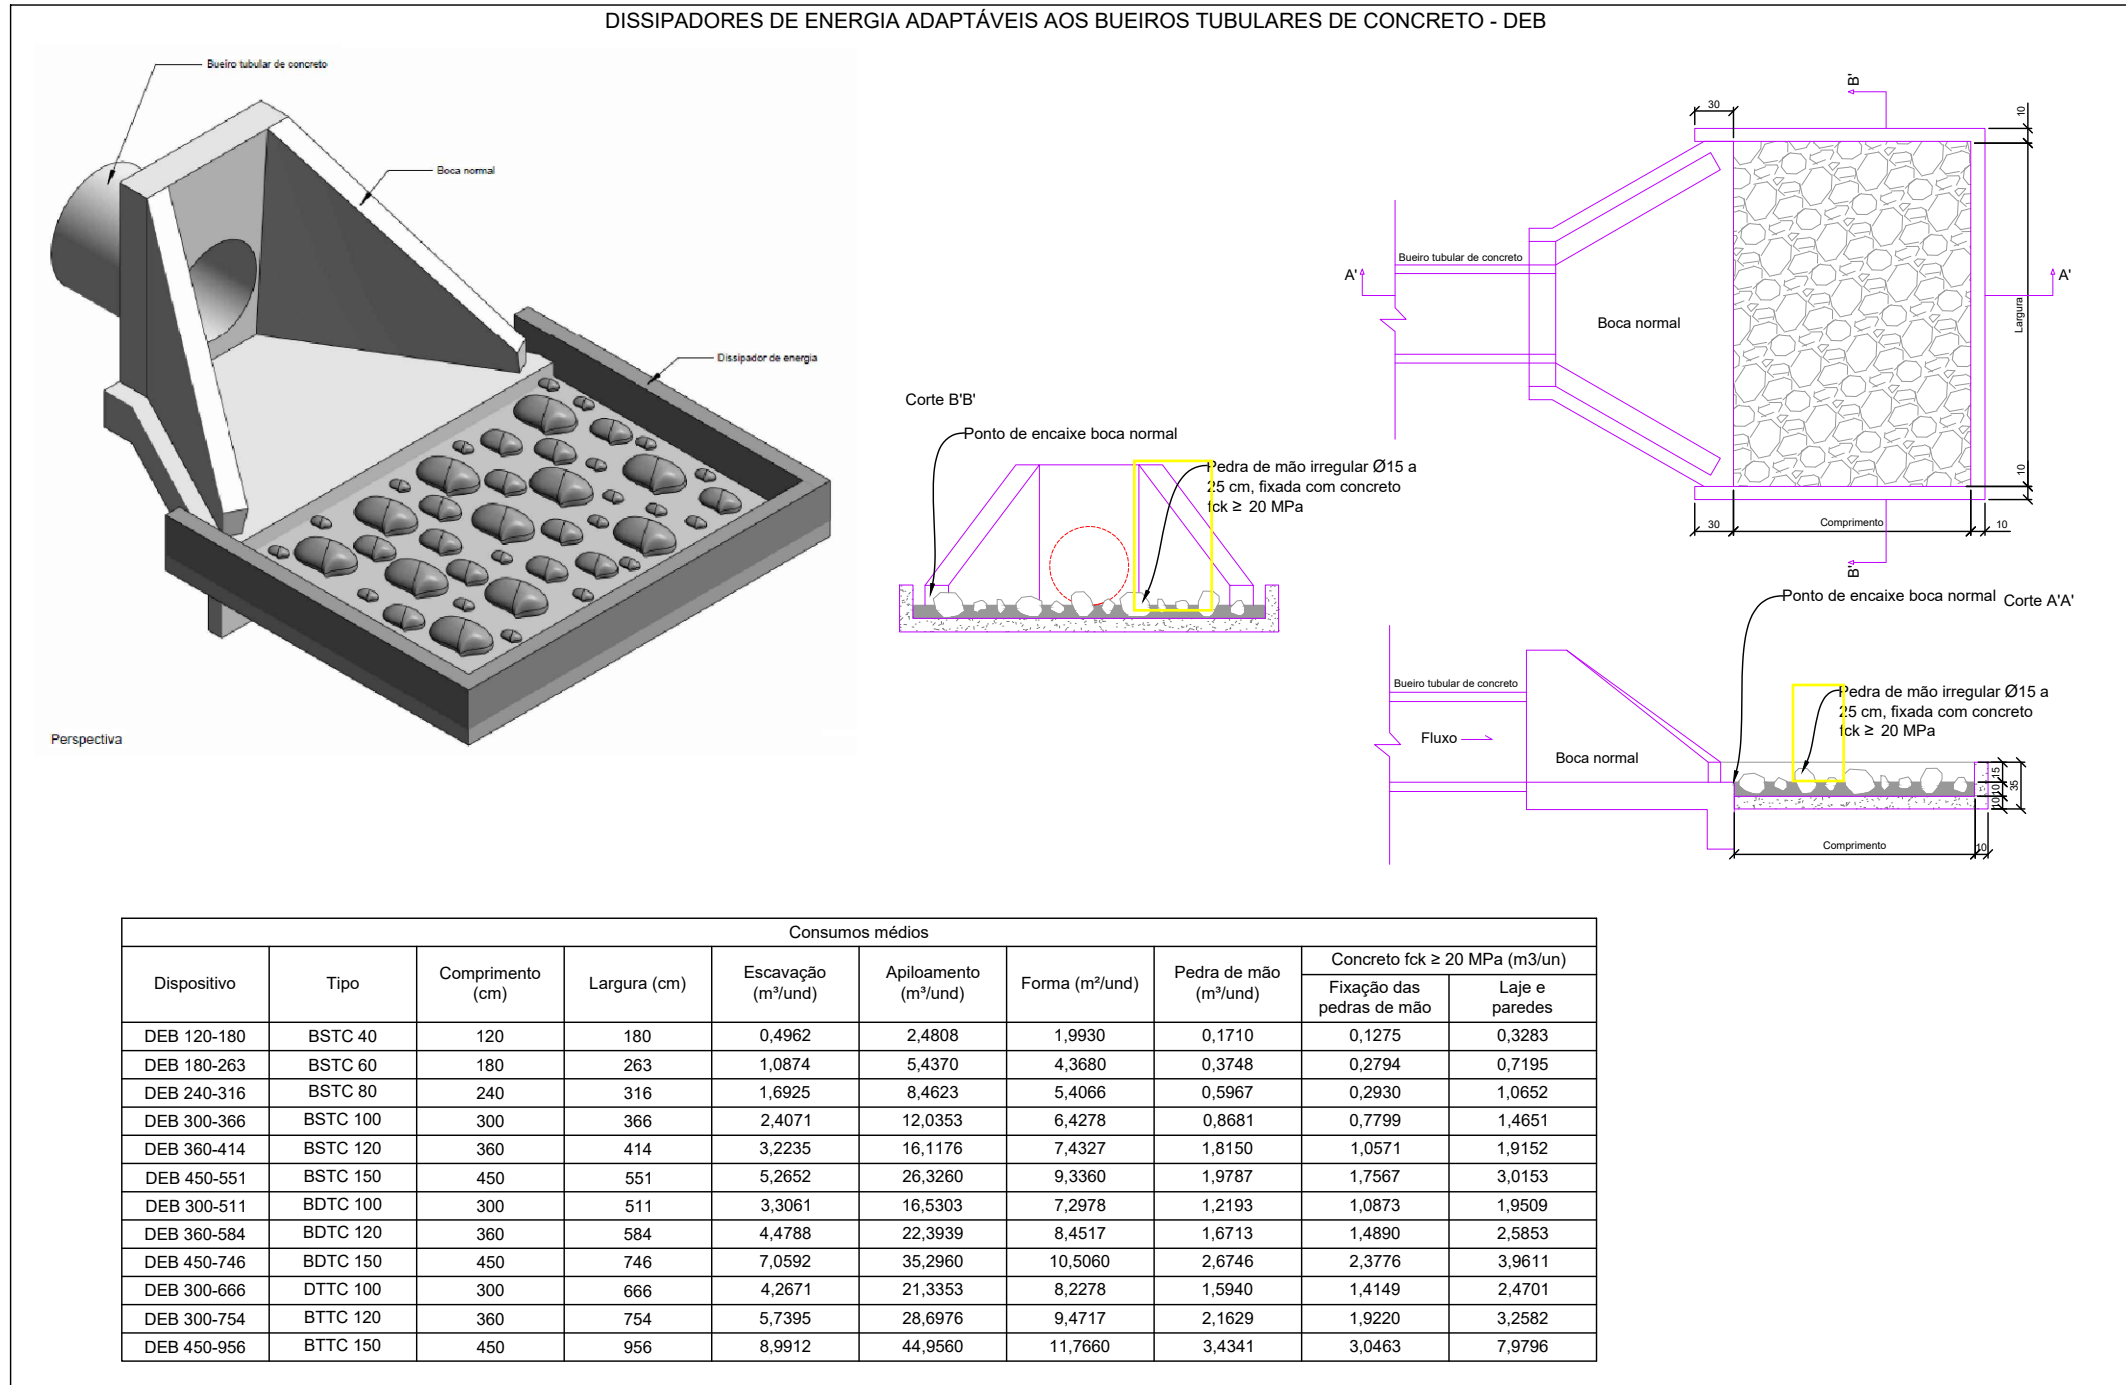 DISSIPADORES DE ENERGIA ADAPTÁVEIS AOS BUEIROS TUBULARES DE CONCRETO - DEB
Bueiro tubular de concreto
Boca normal
Dissipador de energia
Perspectiva
Corte B'B'
Ponto de encaixe boca normal
Pedra de mão irregular Ø15 a
25 cm, fixada com concreto
fck ≥ 20 MPa
B'
30
10
Bueiro tubular de concreto
A'
A'
Boca normal
Largura
10
30
Comprimento
10
B'
Ponto de encaixe boca normal
Corte A'A'
Bueiro tubular de concreto
Pedra de mão irregular Ø15 a
25 cm, fixada com concreto
fck ≥ 20 MPa
Fluxo
Boca normal
15
10
10
35
Comprimento
10
Consumos médios
Dispositivo Tipo Comprimento (cm) Largura (cm) Escavação (m³/und) Apiloamento (m³/und) Forma (m²/und) Pedra de mão (m³/und) Concreto fck ≥ 20 MPa (m3/un)
Fixação das pedras de mão Laje e paredes
DEB 120-180 BSTC 40 120 180 0,4962 2,4808 1,9930 0,1710 0,1275 0,3283
DEB 180-263 BSTC 60 180 263 1,0874 5,4370 4,3680 0,3748 0,2794 0,7195
DEB 240-316 BSTC 80 240 316 1,6925 8,4623 5,4066 0,5967 0,2930 1,0652
DEB 300-366 BSTC 100 300 366 2,4071 12,0353 6,4278 0,8681 0,7799 1,4651
DEB 360-414 BSTC 120 360 414 3,2235 16,1176 7,4327 1,8150 1,0571 1,9152
DEB 450-551 BSTC 150 450 551 5,2652 26,3260 9,3360 1,9787 1,7567 3,0153
DEB 300-511 BDTC 100 300 511 3,3061 16,5303 7,2978 1,2193 1,0873 1,9509
DEB 360-584 BDTC 120 360 584 4,4788 22,3939 8,4517 1,6713 1,4890 2,5853
DEB 450-746 BDTC 150 450 746 7,0592 35,2960 10,5060 2,6746 2,3776 3,9611
DEB 300-666 DTTC 100 300 666 4,2671 21,3353 8,2278 1,5940 1,4149 2,4701
DEB 300-754 BTTC 120 360 754 5,7395 28,6976 9,4717 2,1629 1,9220 3,2582
DEB 450-956 BTTC 150 450 956 8,9912 44,9560 11,7660 3,4341 3,0463 7,9796